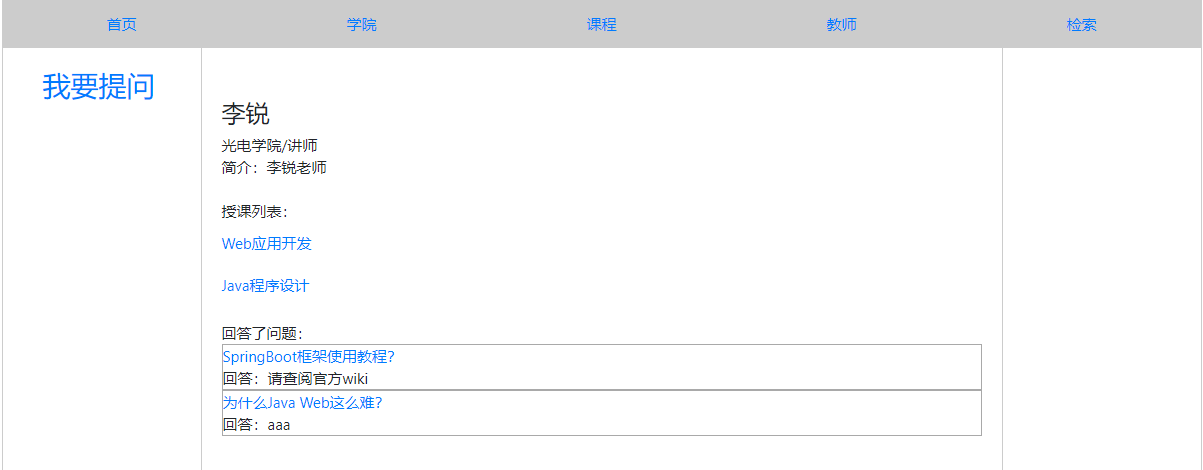 首页 学院 课程 教师 检索
我要提问
李锐
光电学院/讲师
简介：李锐老师
授课列表：
Web应用开发
Java程序设计
回答了问题：
SpringBoot框架使用教程?
回答：请查阅官方wiki
为什么Java Web这么难?
回答：aaa